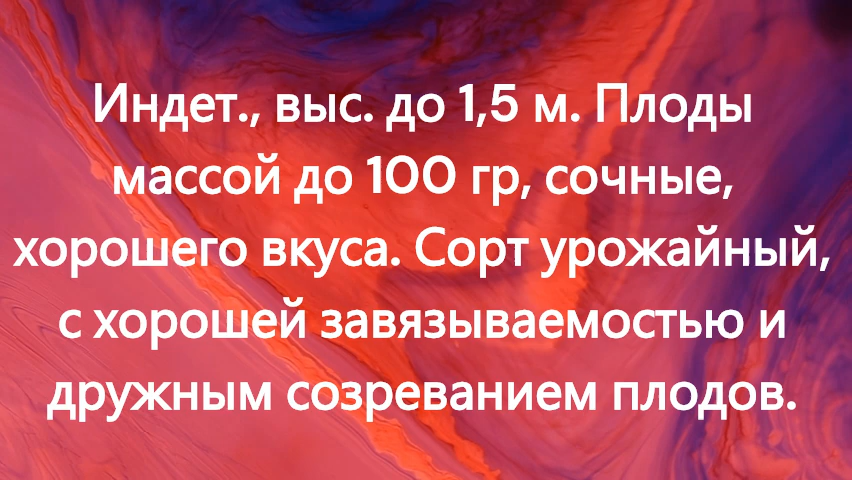 Индет., выс. до 1,5 м. Плоды
массой до 100 гр, сочные,
хорошего вкуса. Сорт урожайный,
с хорошей завязываемостью и
дружным созреванием плодов.